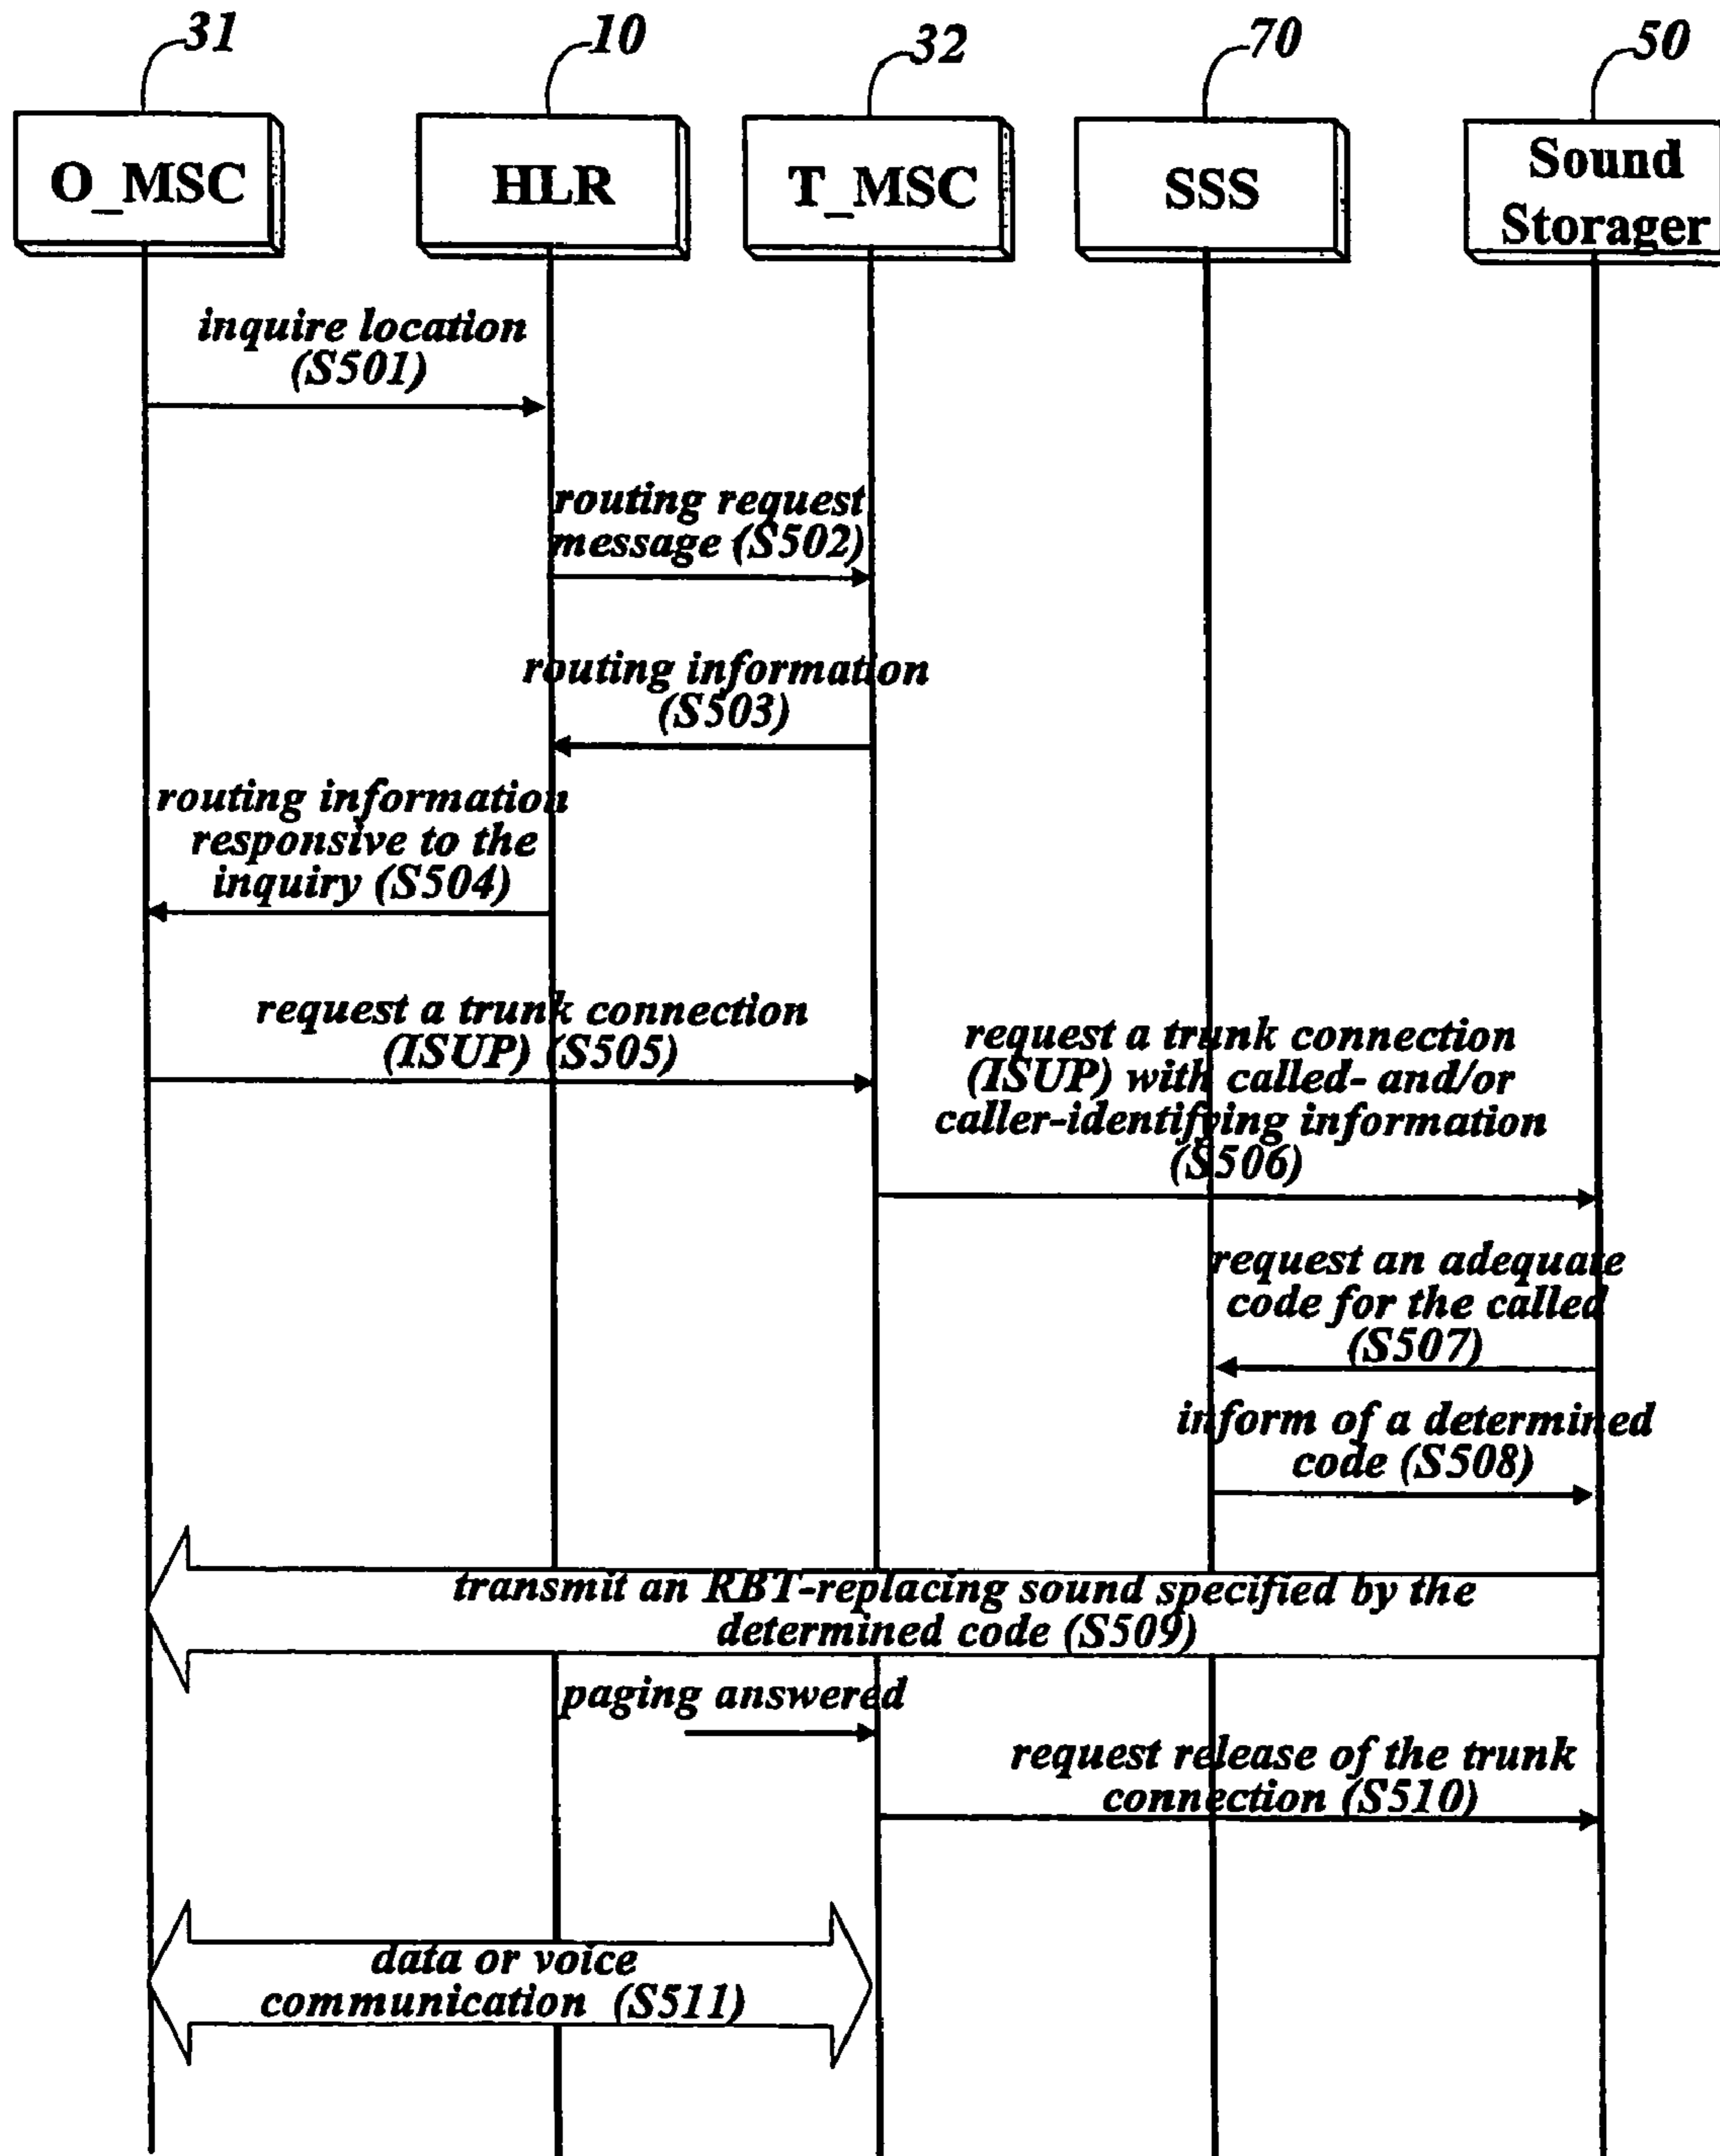 31
10
32
70
50
O_MSC
HLR
T_MSC
SSS
Sound
Storager
inquire location
(S501)
routing request
message (S502)
routing information
(S503)
routing information
responsive to the
inquiry (S504)
request a trunk connection
(ISUP) (S505)
request a trunk connection
(ISUP) with called- and/or
caller-identifying information
(S506)
request an adequate
code for the called
(S507)
inform of a determined
code (S508)
transmit an RBT-replacing sound specified by the
determined code (S509)
paging answered
request release of the trunk
connection (S510)
data or voice
communication (S511)